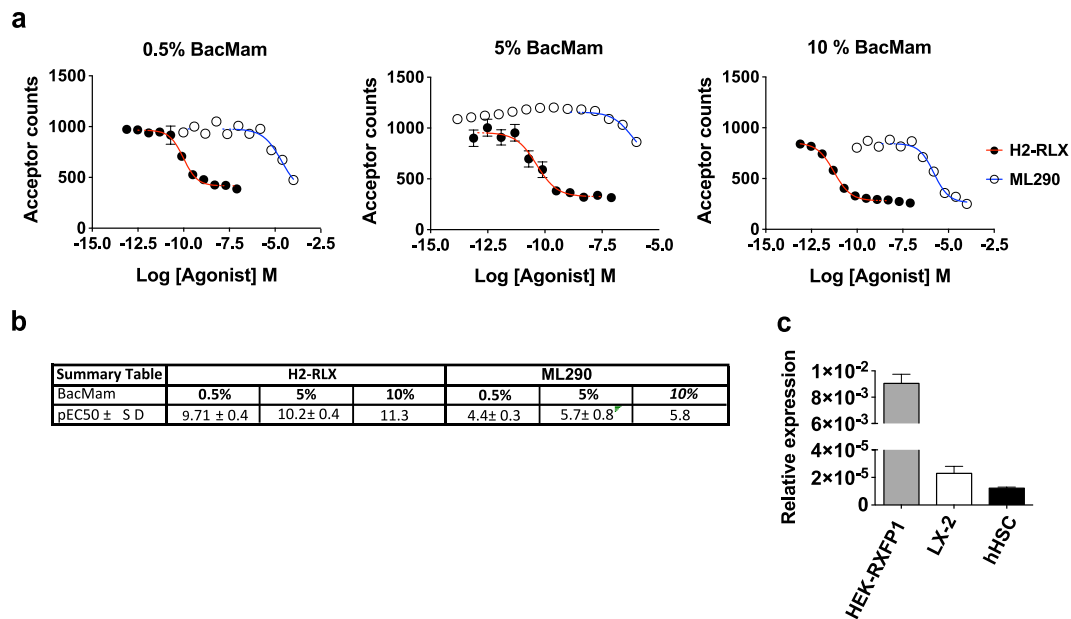 a
0.5% BacMam
5% BacMam
10 % BacMam
Acceptor counts
1500
1000
500
0
-15.0 -12.5 -10.0 -7.5 -5.0 -2.5
Log [Agonist] M
Acceptor counts
1500
1000
500
0
-15.0 -12.5 -10.0 -7.5 -5.0
Log [Agonist] M
Acceptor counts
1500
1000
500
0
-15.0 -12.5 -10.0 -7.5 -5.0 -2.5
Log [Agonist] M
H2-RLX
ML290
b
Summary Table H2-RLX ML290
BacMam 0.5% 5% 10% 0.5% 5% 10%
pEC50 ± S D 9.71 ± 0.4 10.2± 0.4 11.3 4.4± 0.3 5.7± 0.8 5.8
c
Relative expression
1×10-2
8×10-3
6×10-3
4×10-5
2×10-5
0
HEK-RXFP1
LX-2
hHSC